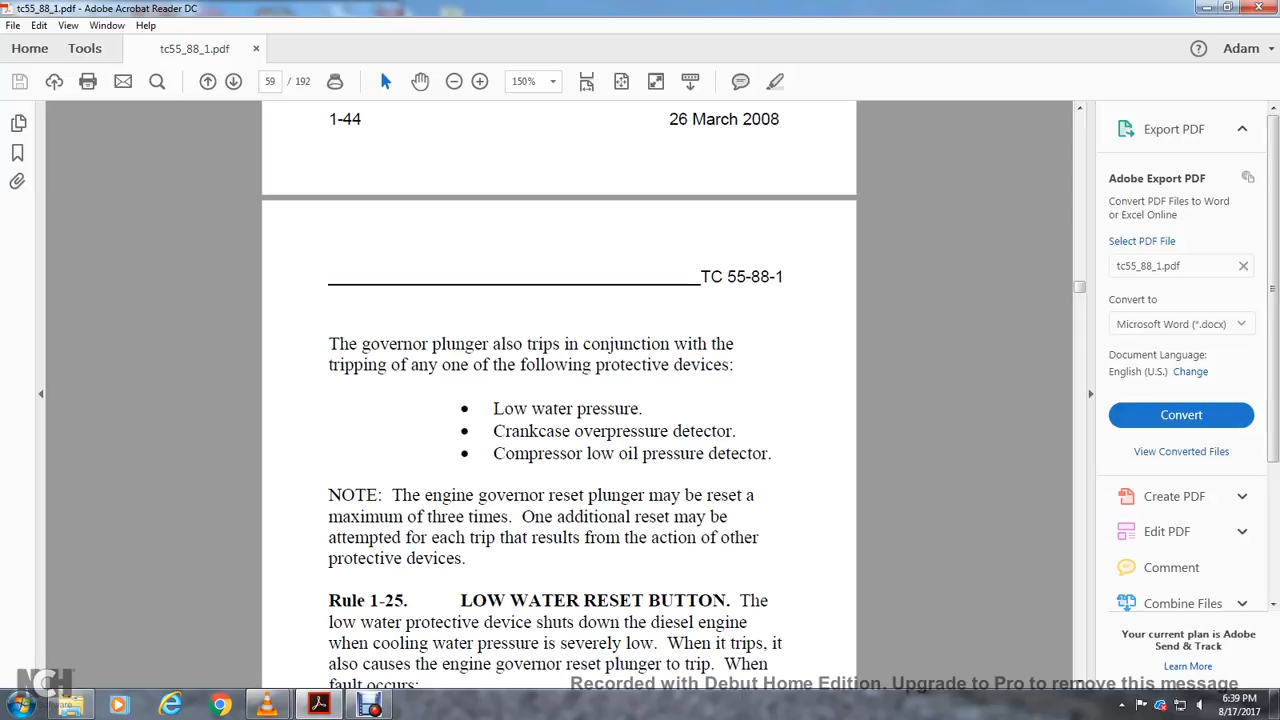 tc55_88_1.pdf - Adobe Acrobat Reader DC
File Edit View Window Help
Home Tools tc55_88_1.pdf × Adam
59 / 192 150%
1-44 26 March 2008
TC 55-88-1
The governor plunger also trips in conjunction with the
tripping of any one of the following protective devices:
• Low water pressure.
• Crankcase overpressure detector.
• Compressor low oil pressure detector.
NOTE: The engine governor reset plunger may be reset a
maximum of three times. One additional reset may be
attempted for each trip that results from the action of other
protective devices.
Rule 1-25. LOW WATER RESET BUTTON. The
low water protective device shuts down the diesel engine
when cooling water pressure is severely low. When it trips, it
also causes the engine governor reset plunger to trip. When
fault occurs:
Export PDF
Adobe Export PDF
Convert PDF Files to Word
or Excel Online
Select PDF File
tc55_88_1.pdf
Convert to
Microsoft Word (*.docx)
Document Language:
English (U.S.) Change
Convert
View Converted Files
Create PDF
Edit PDF
Comment
Combine Files
Your current plan is Adobe
Send & Track
Learn More
NCH
Software
Recorded with Debut Home Edition. Upgrade to Pro to remove this message
6:39 PM
8/17/2017